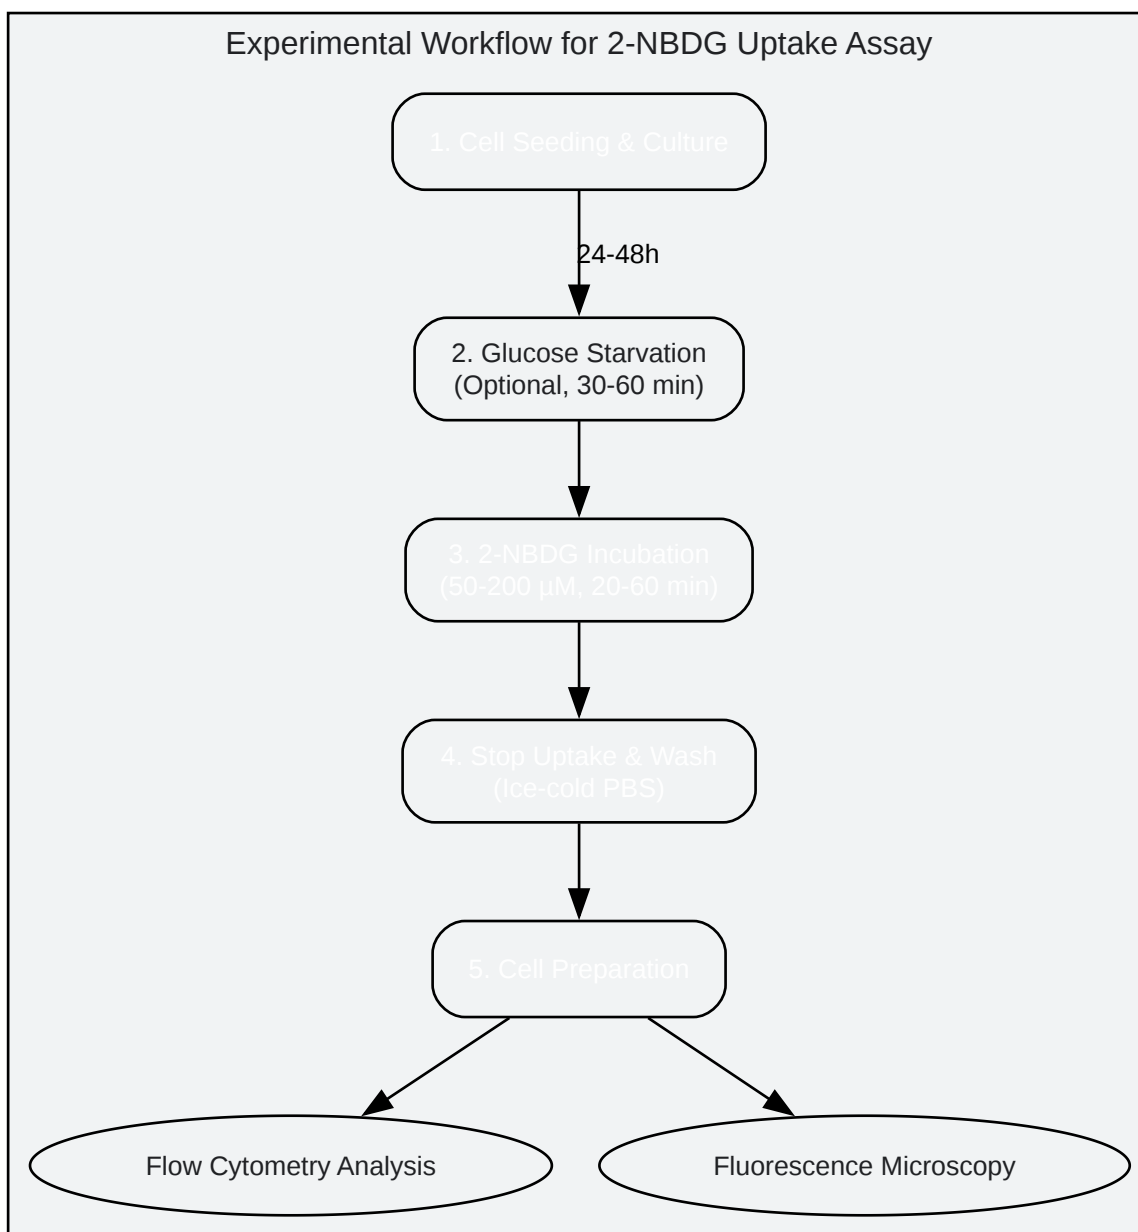 Experimental Workflow for 2-NBDG Uptake Assay
1. Cell Seeding & Culture
24-48h
2. Glucose Starvation
(Optional, 30-60 min)
3. 2-NBDG Incubation
(50-200 µM, 20-60 min)
4. Stop Uptake & Wash
(Ice-cold PBS)
5. Cell Preparation
Flow Cytometry Analysis
Fluorescence Microscopy